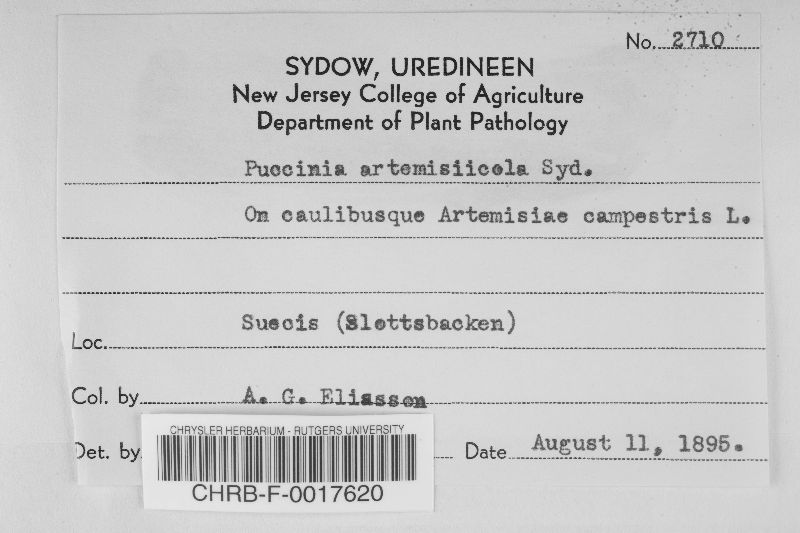 No. 2710
SYDOW, UREDINEEN
New Jersey College of Agriculture
Department of Plant Pathology
Puccinia artemisiicola Syd.
On caulibusque Artemisiae campestris L.
Suecis (Slottsbacken)
Loc.
Col. by A. G. Eliasson
Det. by
Date August 11, 1895.
CHRYSLER HERBARIUM - RUTGERS UNIVERSITY
CHRB-F-0017620